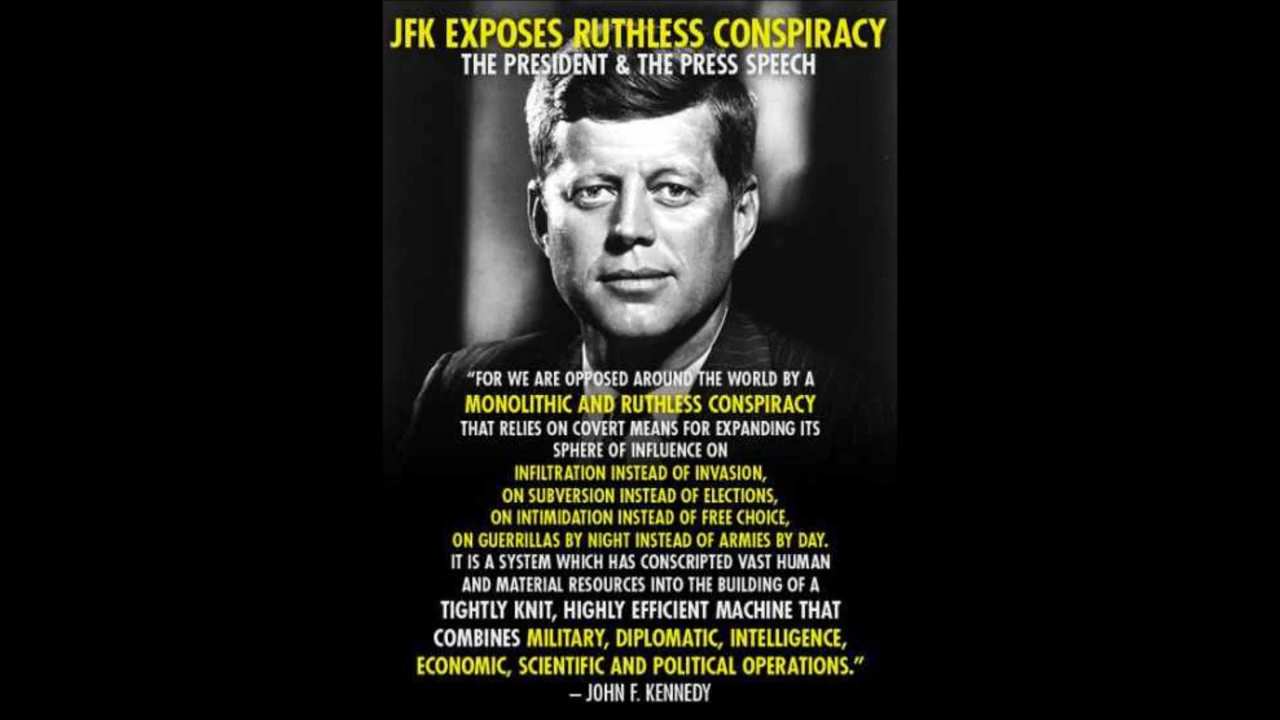 JFK EXPOSES RUTHLESS CONSPIRACY
THE PRESIDENT & THE PRESS SPEECH
“FOR WE ARE OPPOSED AROUND THE WORLD BY A
MONOLITHIC AND RUTHLESS CONSPIRACY
THAT RELIES ON COVERT MEANS FOR EXPANDING ITS
SPHERE OF INFLUENCE ON
INFILTRATION INSTEAD OF INVASION,
ON SUBVERSION INSTEAD OF ELECTIONS,
ON INTIMIDATION INSTEAD OF FREE CHOICE,
ON GUERRILLAS BY NIGHT INSTEAD OF ARMIES BY DAY.
IT IS A SYSTEM WHICH HAS CONSCRIPTED VAST HUMAN
AND MATERIAL RESOURCES INTO THE BUILDING OF A
TIGHTLY KNIT, HIGHLY EFFICIENT MACHINE THAT
COMBINES MILITARY, DIPLOMATIC, INTELLIGENCE,
ECONOMIC, SCIENTIFIC AND POLITICAL OPERATIONS.”
– JOHN F. KENNEDY